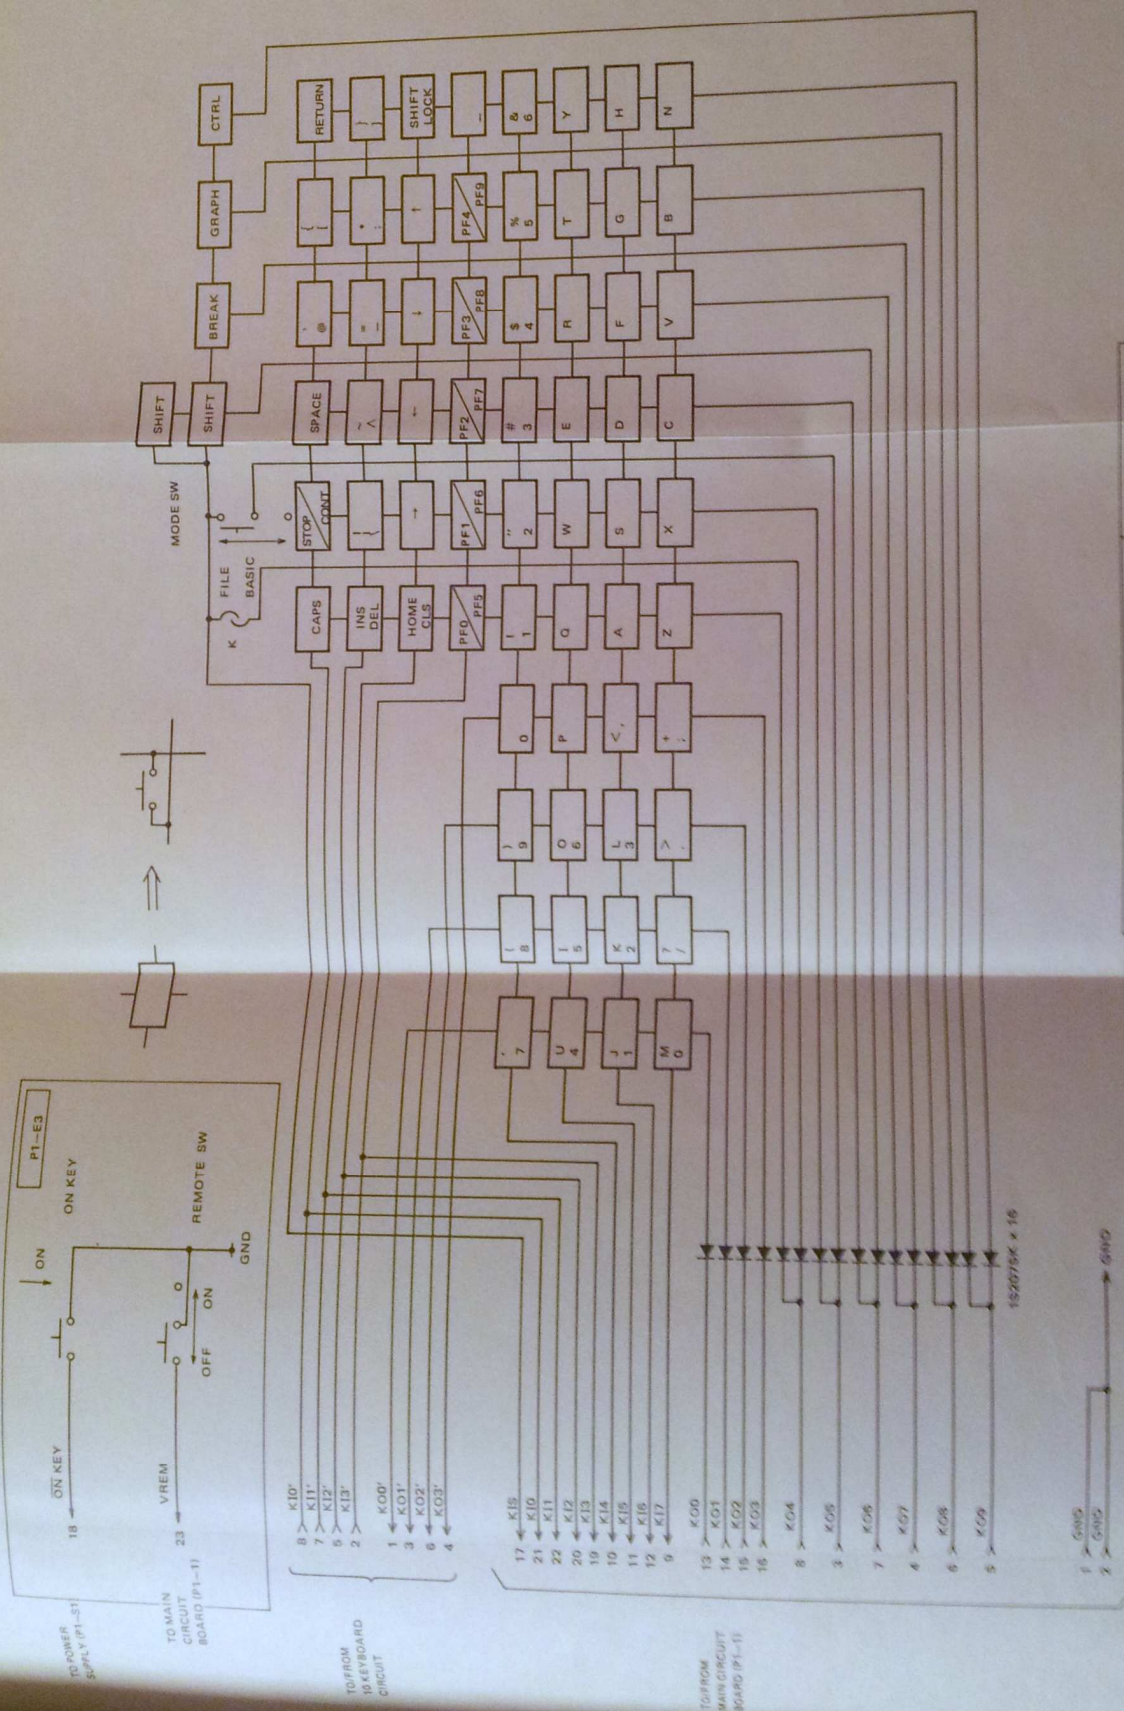 P1–E3
ON
ON KEY
REMOTE SW
GND
OFF
ON
18
ON KEY
23
VREM
TO POWER
SUPPLY (P1–S1
TO MAIN
CIRCUIT
BOARD (P1–1)
K
FILE
BASIC
MODE SW
SHIFT
SHIFT
BREAK
GRAPH
CTRL
CAPS
STOP CONT
SPACE
` @
{ [
RETURN
INS DEL
~ ^
* :
} ]
HOME CLS
→
←
↓
↑
SHIFT LOCK
PF0 PF5
PF1 PF6
PF2 PF7
PF3 PF8
PF4 PF9
' 7
( 8
) 9
0
! 1
" 2
# 3
$ 4
% 5
& 6
U 4
I 5
O 6
P
Q
W
E
R
T
Y
J 1
K 2
L 3
< ,
A
S
D
F
G
H
M 0
? /
> .
+ ;
Z
X
C
V
B
N
8 KI0'
7 KI1'
5 KI2'
2 KI3'
1 KO0'
3 KO1'
6 KO2'
4 KO3'
TO/FROM
10 KEYBOARD
CIRCUIT
17 KIS
21 KI0
22 KI1
20 KI2
19 KI3
10 KI4
11 KI5
12 KI6
9 KI7
13 KO0
14 KO1
15 KO2
16 KO3
8 KO4
3 KO5
7 KO6
4 KO7
6 KO8
5 KO9
TO/FROM
MAIN CIRCUIT
BOARD (P1–1)
1S2075K x 16
1 GND
2 GND
GND